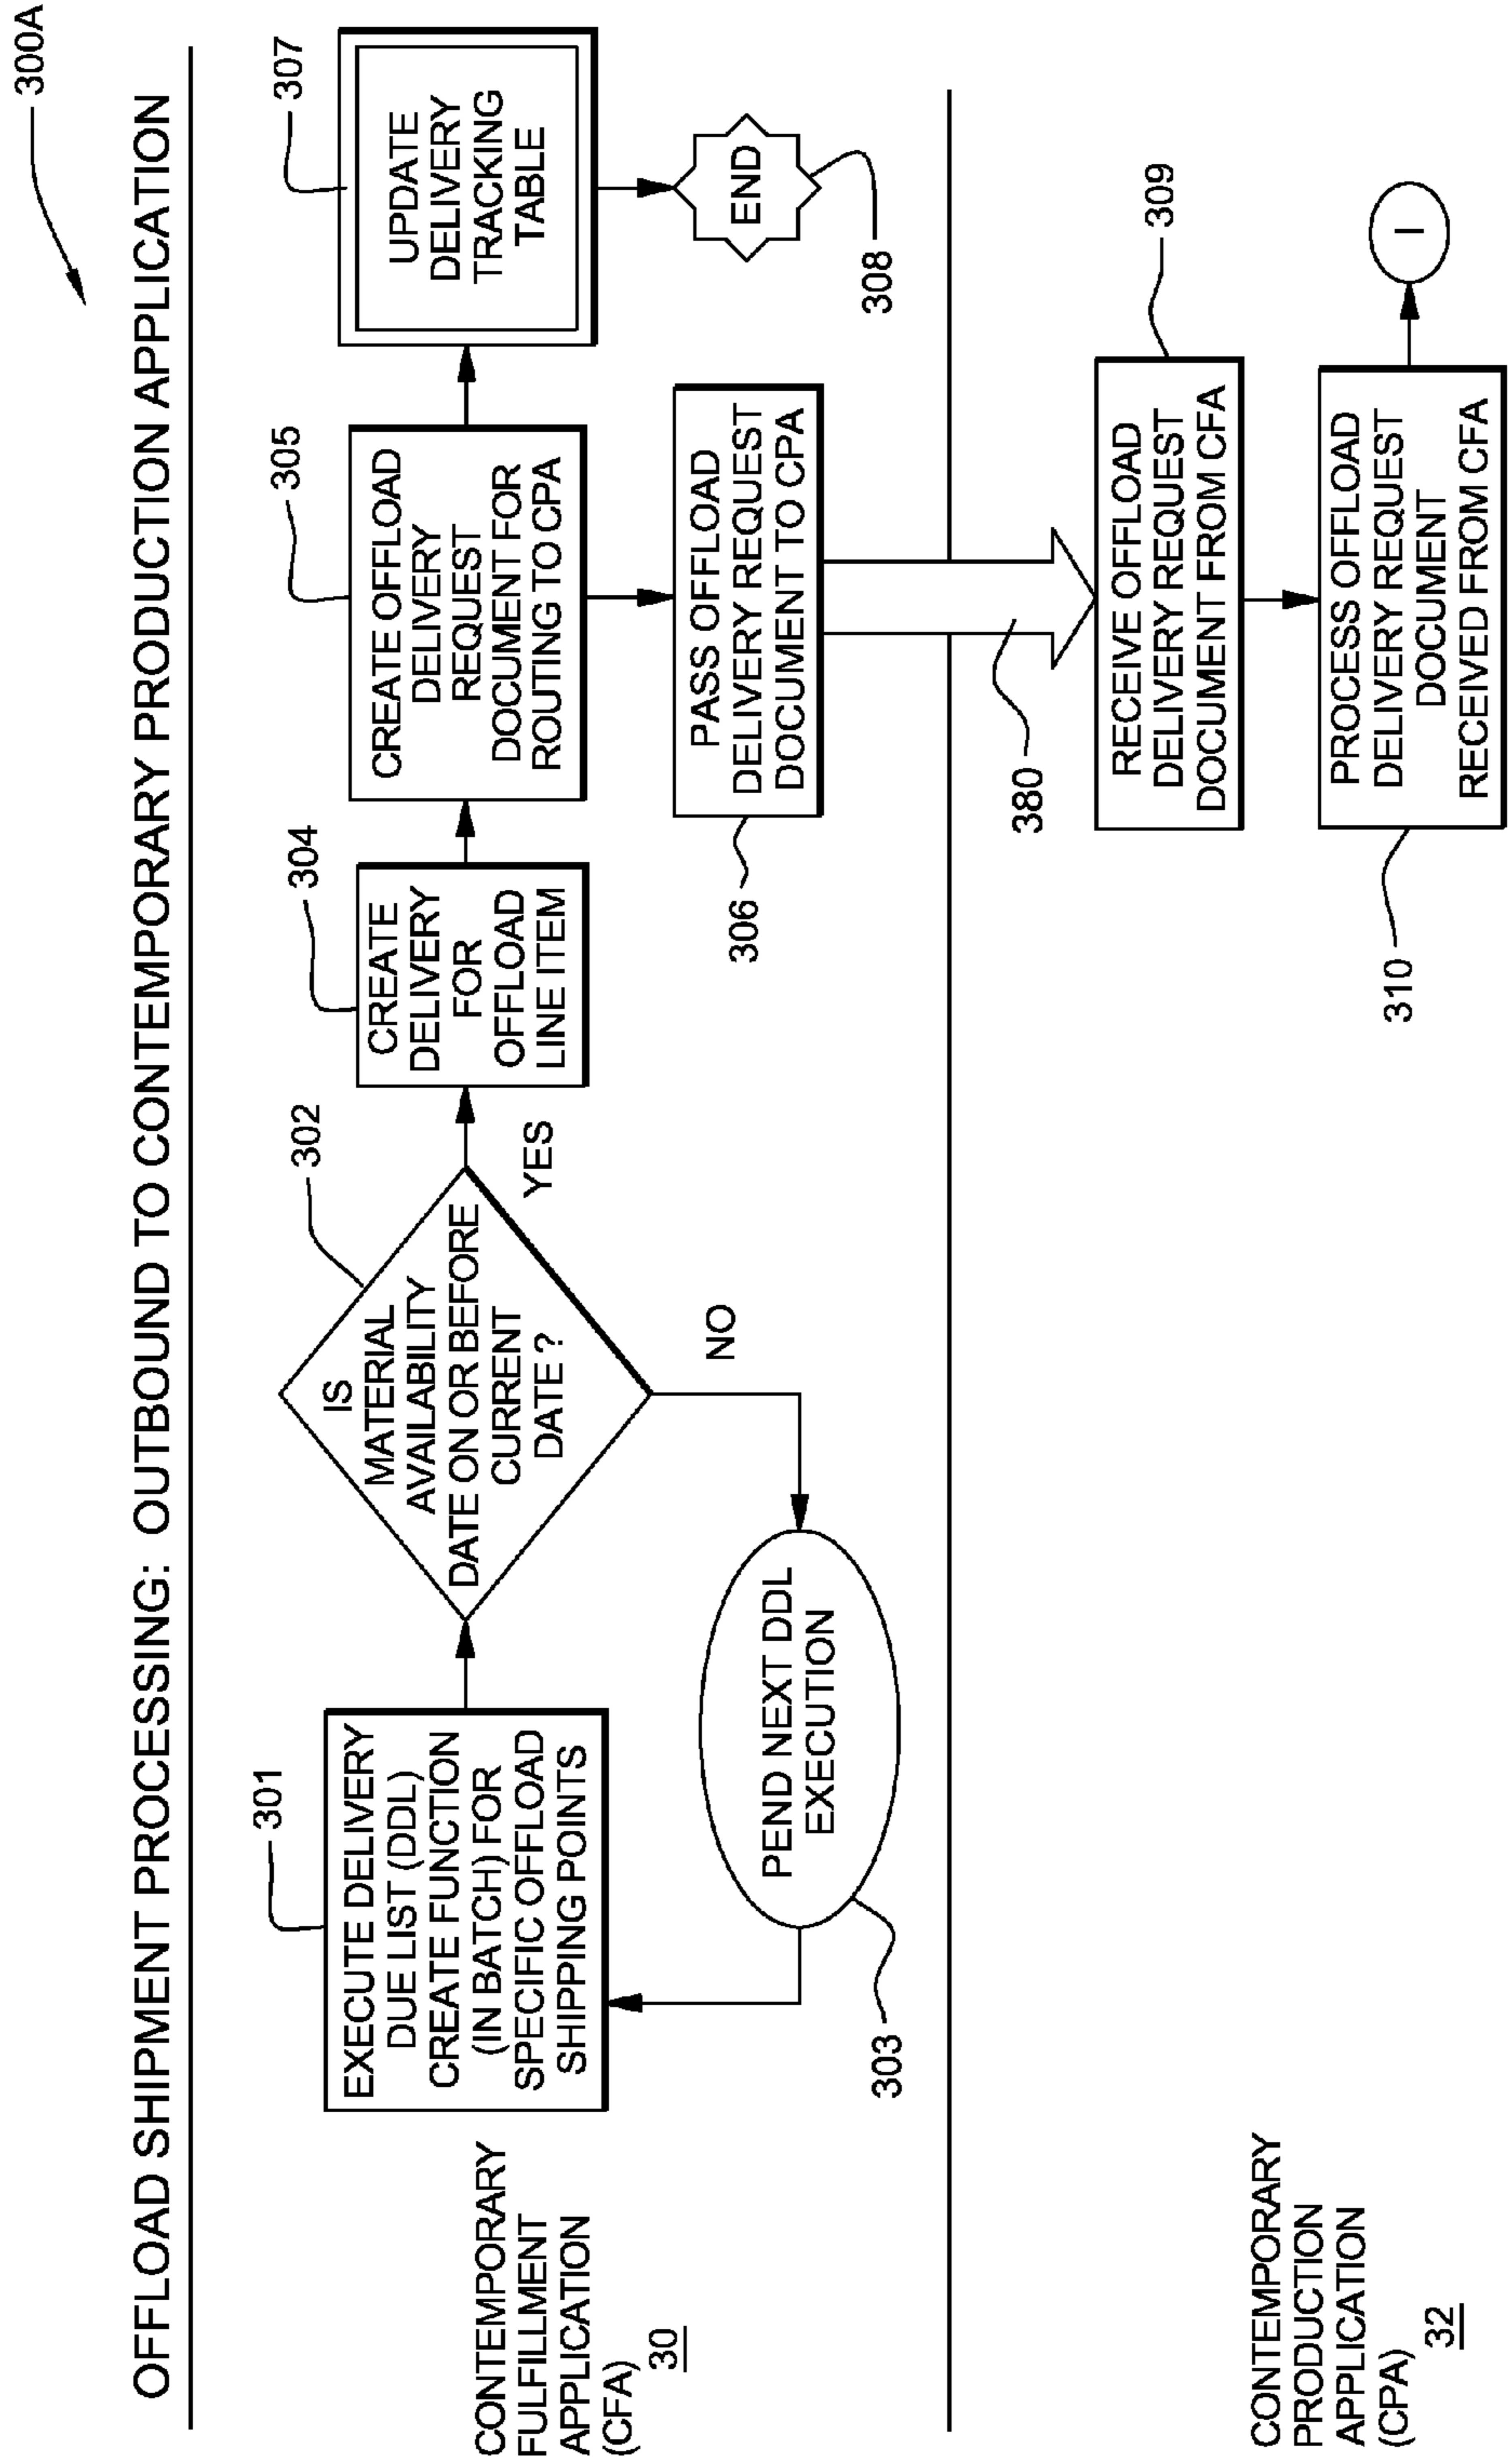 300A
OFFLOAD SHIPMENT PROCESSING: OUTBOUND TO CONTEMPORARY PRODUCTION APPLICATION
CONTEMPORARY
FULFILLMENT
APPLICATION
(CFA)
30
301
EXECUTE DELIVERY
DUE LIST (DDL)
CREATE FUNCTION
(IN BATCH) FOR
SPECIFIC OFFLOAD
SHIPPING POINTS
302
IS
MATERIAL
AVAILABILITY
DATE ON OR BEFORE
CURRENT
DATE ?
YES
NO
PEND NEXT DDL
EXECUTION
303
304
CREATE
DELIVERY
FOR
OFFLOAD
LINE ITEM
305
CREATE OFFLOAD
DELIVERY
REQUEST
DOCUMENT FOR
ROUTING TO CPA
307
UPDATE
DELIVERY
TRACKING
TABLE
END
308
PASS OFFLOAD
DELIVERY REQUEST
DOCUMENT TO CPA
306
380
CONTEMPORARY
PRODUCTION
APPLICATION
(CPA)
32
309
RECEIVE OFFLOAD
DELIVERY REQUEST
DOCUMENT FROM CFA
PROCESS OFFLOAD
DELIVERY REQUEST
DOCUMENT
RECEIVED FROM CFA
310
I